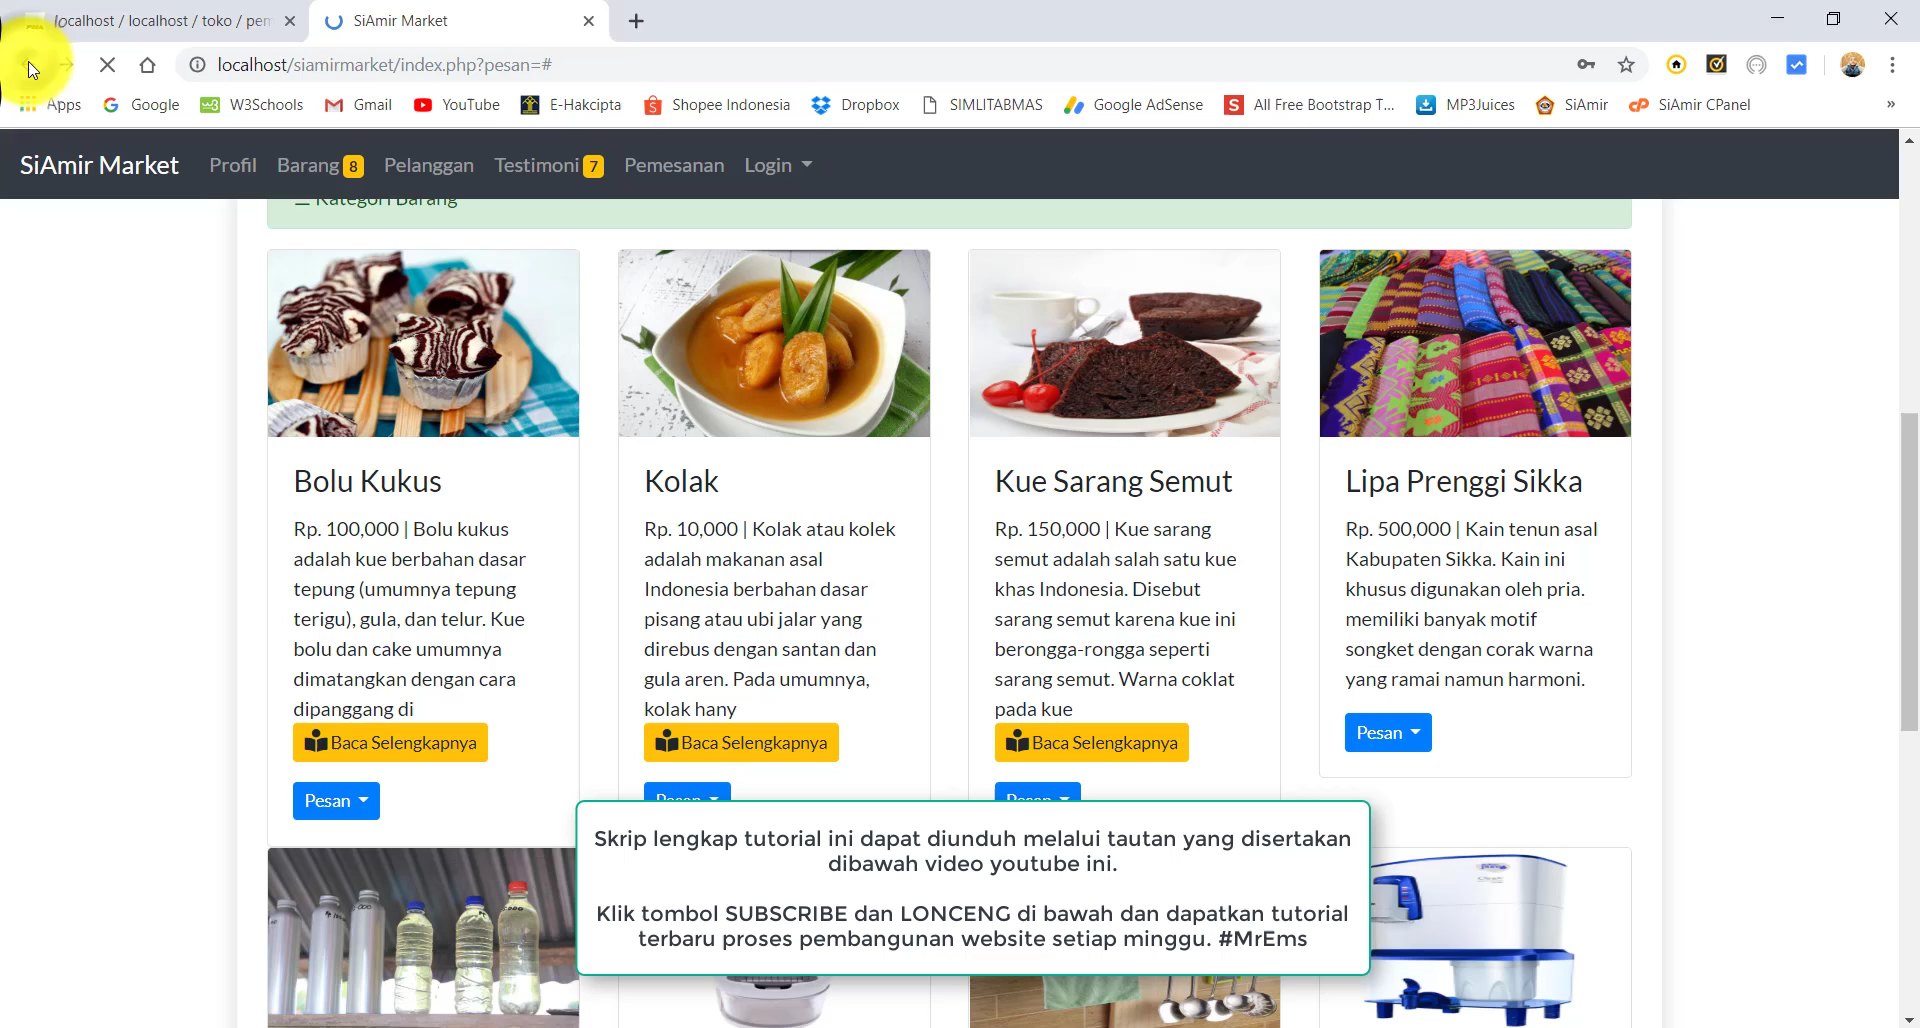 localhost / localhost / toko / pem
SiAmir Market
localhost/siamirmarket/index.php?pesan=#
Apps Google W3Schools Gmail YouTube E-Hakcipta Shopee Indonesia Dropbox SIMLITABMAS Google AdSense All Free Bootstrap T... MP3Juices SiAmir SiAmir CPanel »
SiAmir Market Profil Barang 8 Pelanggan Testimoni 7 Pemesanan Login
Kategori Barang
Bolu Kukus
Rp. 100,000 | Bolu kukus
adalah kue berbahan dasar
tepung (umumnya tepung
terigu), gula, dan telur. Kue
bolu dan cake umumnya
dimatangkan dengan cara
dipanggang di
Baca Selengkapnya
Pesan
Kolak
Rp. 10,000 | Kolak atau kolek
adalah makanan asal
Indonesia berbahan dasar
pisang atau ubi jalar yang
direbus dengan santan dan
gula aren. Pada umumnya,
kolak hany
Baca Selengkapnya
Pesan
Kue Sarang Semut
Rp. 150,000 | Kue sarang
semut adalah salah satu kue
khas Indonesia. Disebut
sarang semut karena kue ini
berongga-rongga seperti
sarang semut. Warna coklat
pada kue
Baca Selengkapnya
Pesan
Lipa Prenggi Sikka
Rp. 500,000 | Kain tenun asal
Kabupaten Sikka. Kain ini
khusus digunakan oleh pria.
memiliki banyak motif
songket dengan corak warna
yang ramai namun harmoni.
Pesan
Skrip lengkap tutorial ini dapat diunduh melalui tautan yang disertakan
dibawah video youtube ini.
Klik tombol SUBSCRIBE dan LONCENG di bawah dan dapatkan tutorial
terbaru proses pembangunan website setiap minggu. #MrEms